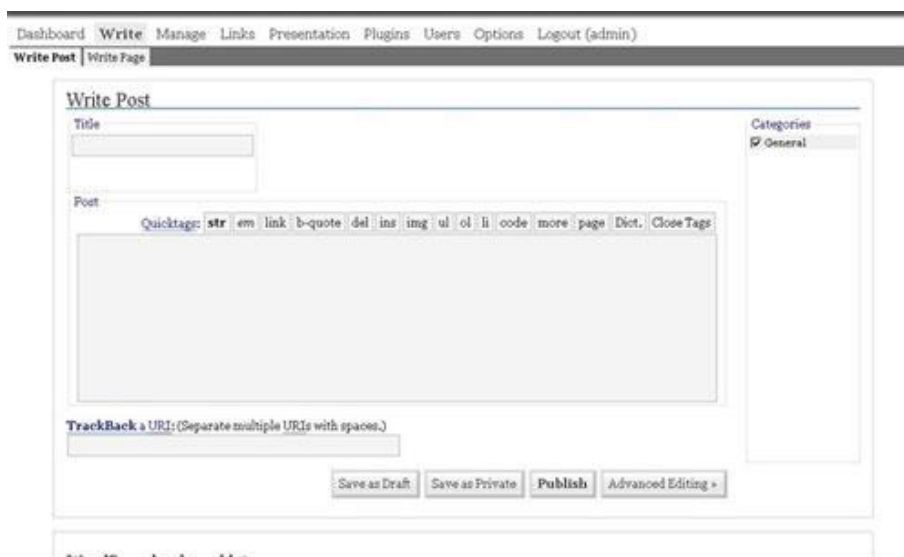 Dashboard Write Manage Links Presentation Plugins Users Options Logout (admin)
Write Post Write Page
Write Post
Title
Categories
General
Post
Quicktags: str em link b-quote del ins img ul ol li code more page Dict. Close Tags
TrackBack a URI: (Separate multiple URIs with spaces.)
Save as Draft Save as Private Publish Advanced Editing »